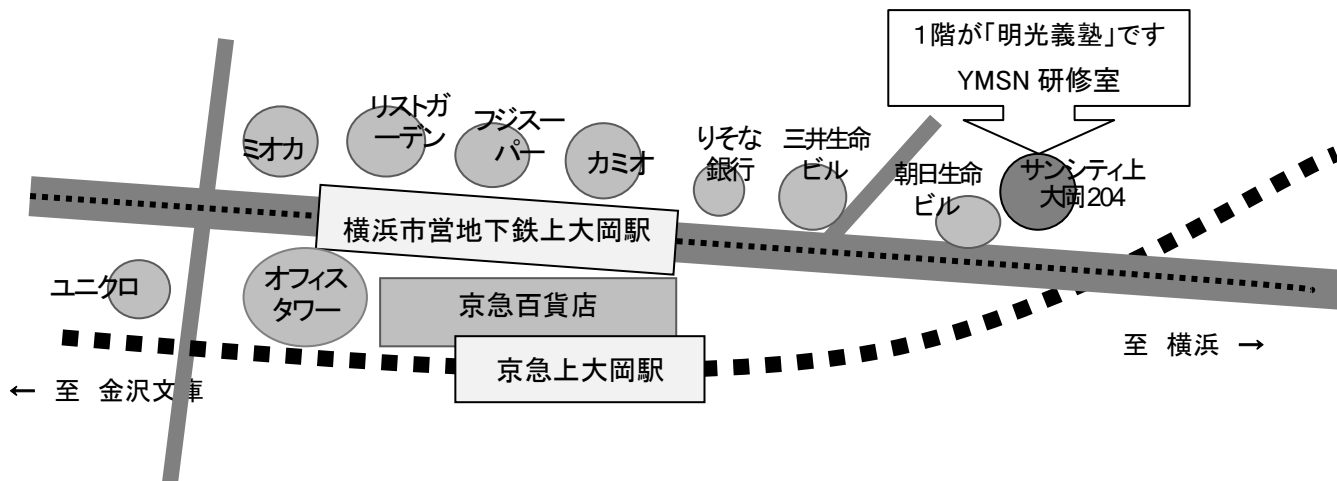 1階が「明光義塾」です
YMSN 研修室
ミオカ
リストガ
ーデン
フジスー
パー
カミオ
りそな
銀行
三井生命
ビル
朝日生命
ビル
サンシティ上
大岡204
横浜市営地下鉄上大岡駅
ユニクロ
オフィス
タワー
京急百貨店
京急上大岡駅
至 横浜 →
← 至 金沢文庫